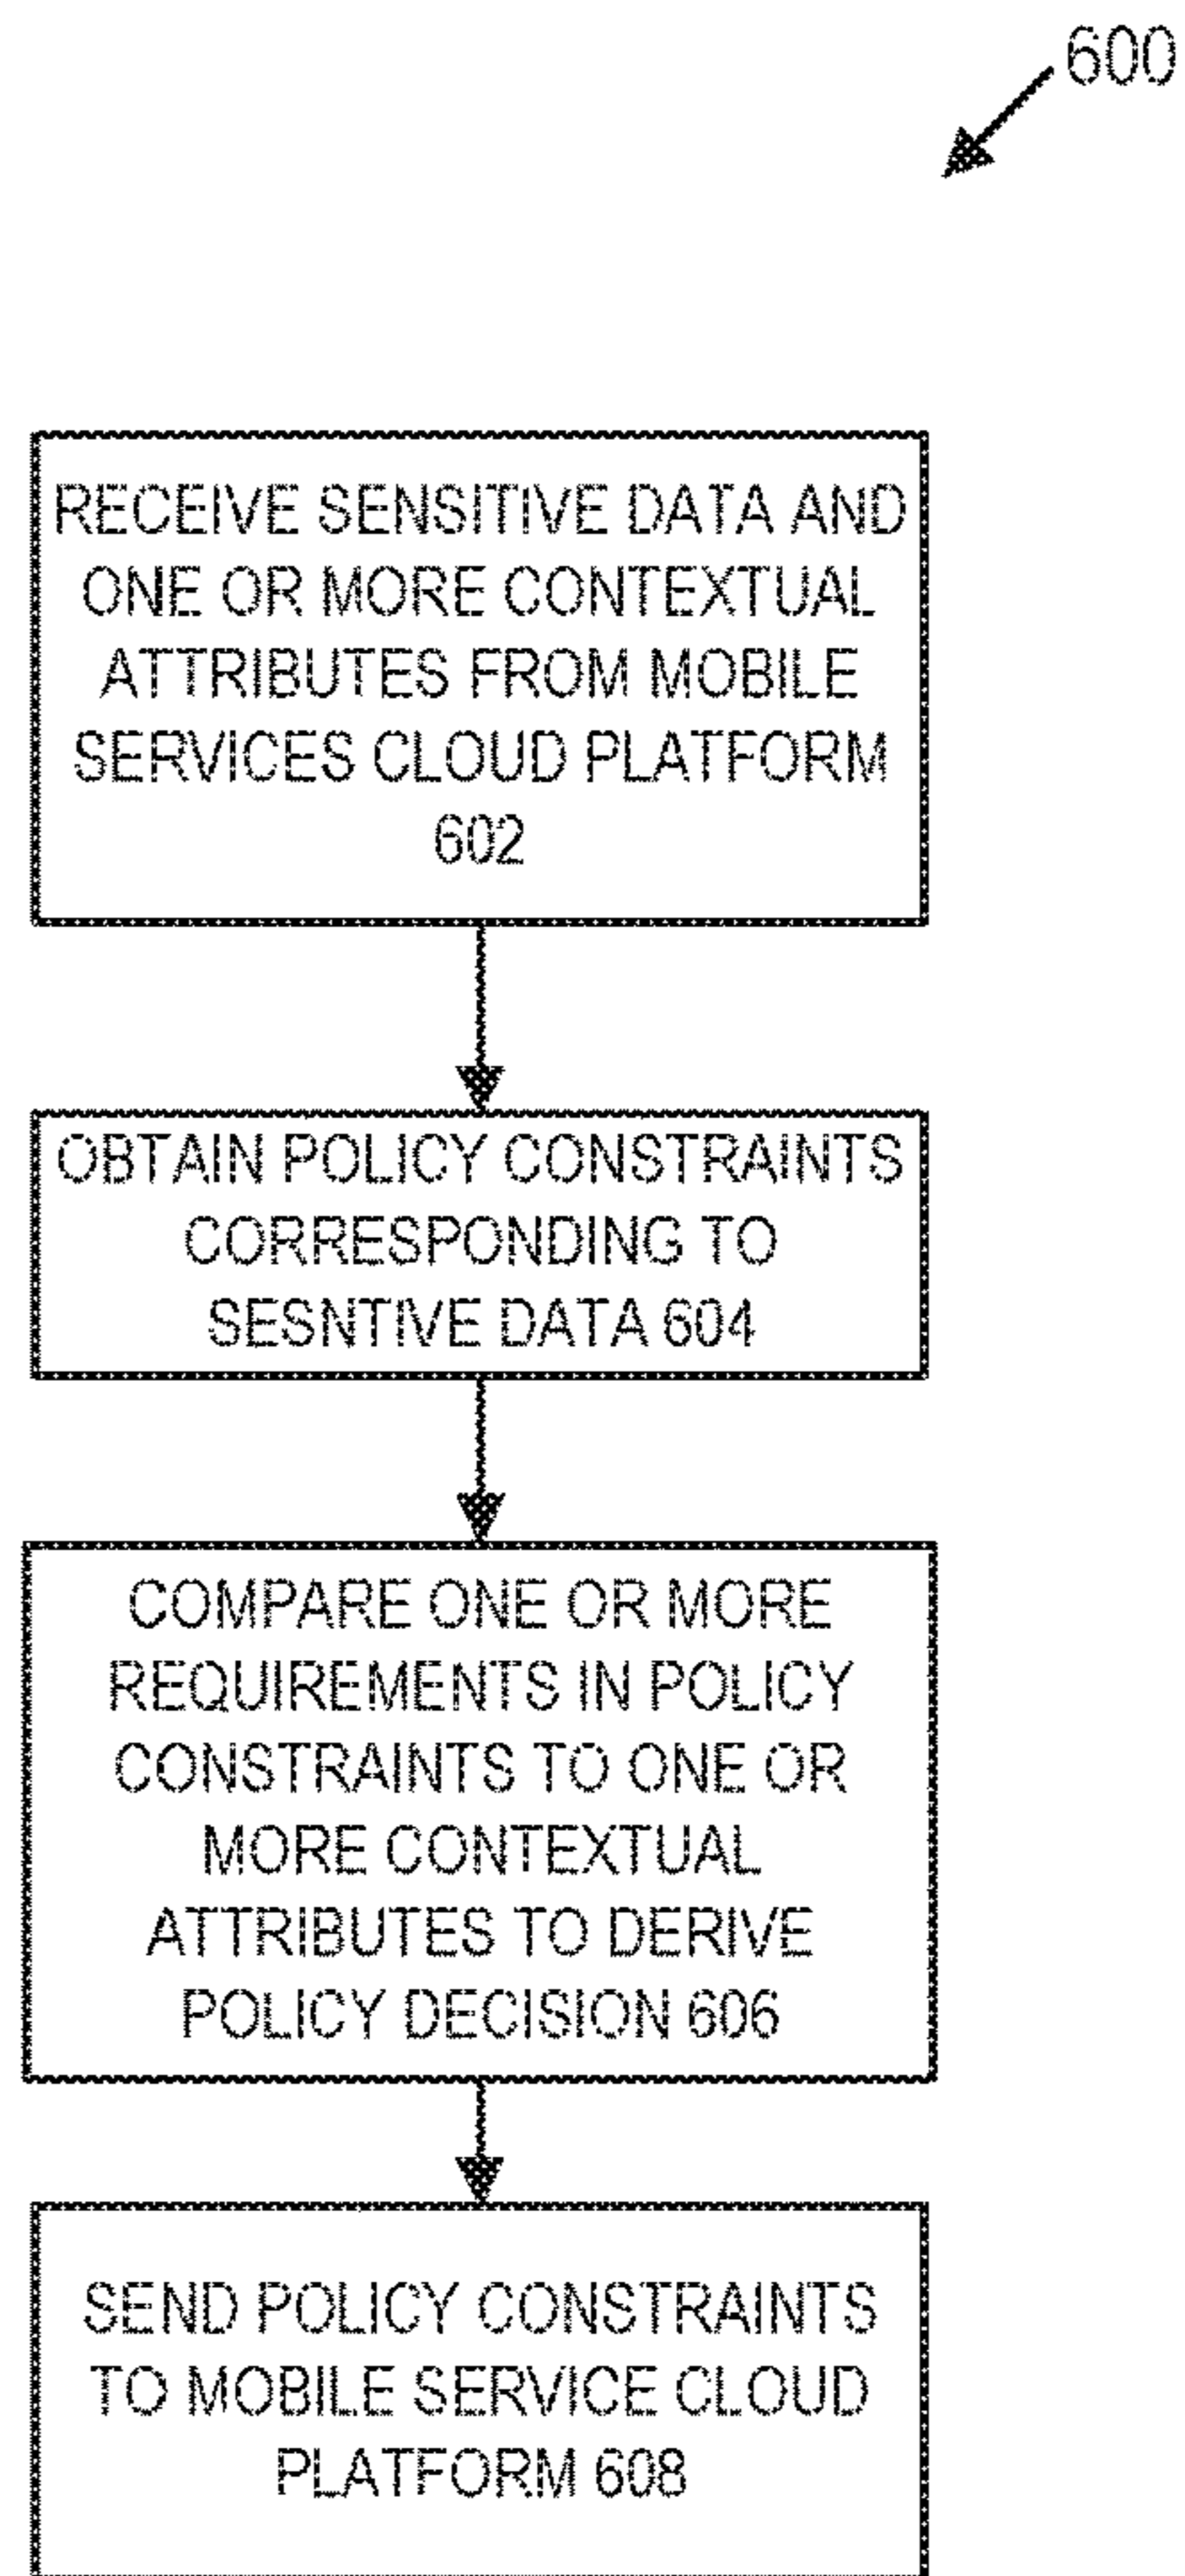 600
RECEIVE SENSITIVE DATA AND
ONE OR MORE CONTEXTUAL
ATTRIBUTES FROM MOBILE
SERVICES CLOUD PLATFORM
602
OBTAIN POLICY CONSTRAINTS
CORRESPONDING TO
SESNTIVE DATA 604
COMPARE ONE OR MORE
REQUIREMENTS IN POLICY
CONSTRAINTS TO ONE OR
MORE CONTEXTUAL
ATTRIBUTES TO DERIVE
POLICY DECISION 606
SEND POLICY CONSTRAINTS
TO MOBILE SERVICE CLOUD
PLATFORM 608